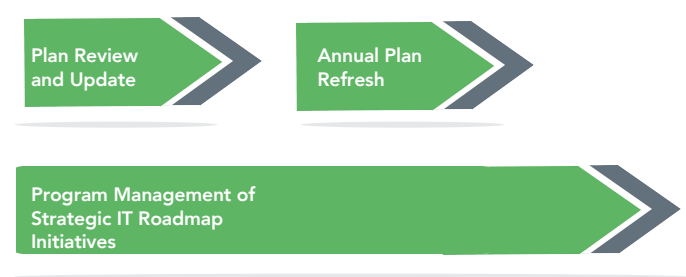 Plan Review
and Update
Annual Plan
Refresh
Program Management of
Strategic IT Roadmap
Initiatives